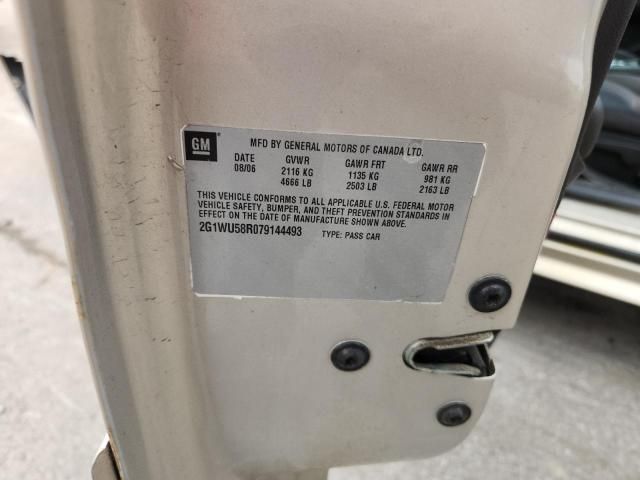 GM
MFD BY GENERAL MOTORS OF CANADA LTD.
DATE GVWR GAWR FRT GAWR RR
08/06 2116 KG 1135 KG 981 KG
4666 LB 2503 LB 2163 LB
THIS VEHICLE CONFORMS TO ALL APPLICABLE U.S. FEDERAL MOTOR
VEHICLE SAFETY, BUMPER, AND THEFT PREVENTION STANDARDS IN
EFFECT ON THE DATE OF MANUFACTURE SHOWN ABOVE.
2G1WU58R079144493 TYPE: PASS CAR